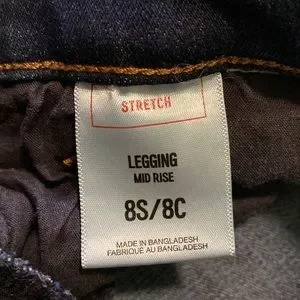 STRETCH
LEGGING
MID RISE
8S/8C
MADE IN BANGLADESH
FABRIQUÉ AU BANGLADESH